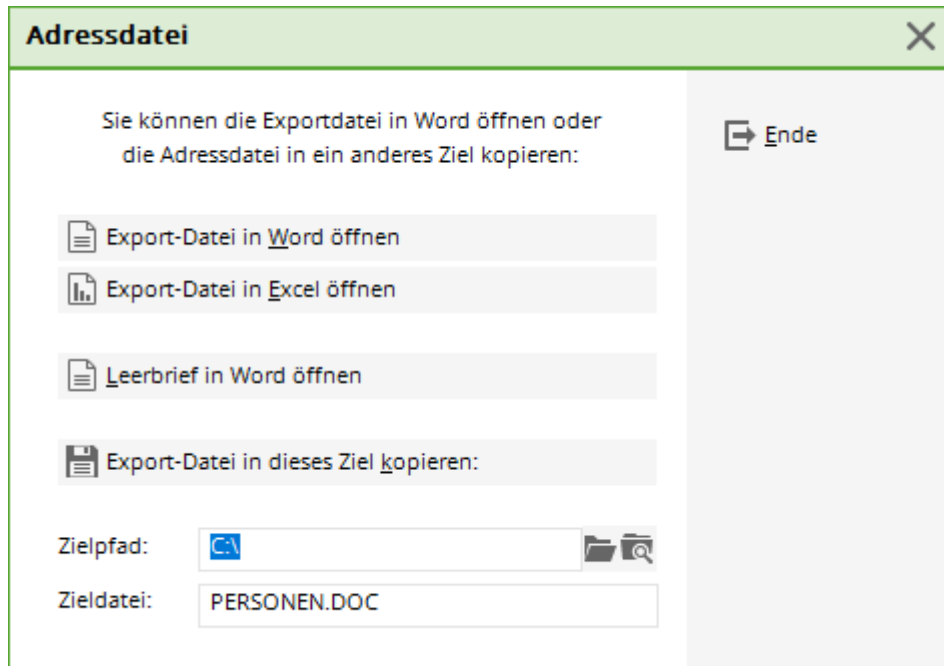 Adressdatei
Sie können die Exportdatei in Word öffnen oder
die Adressdatei in ein anderes Ziel kopieren:
Ende
Export-Datei in Word öffnen
Export-Datei in Excel öffnen
Leerbrief in Word öffnen
Export-Datei in dieses Ziel kopieren:
Zielpfad: C:\
Zieldatei: PERSONEN.DOC